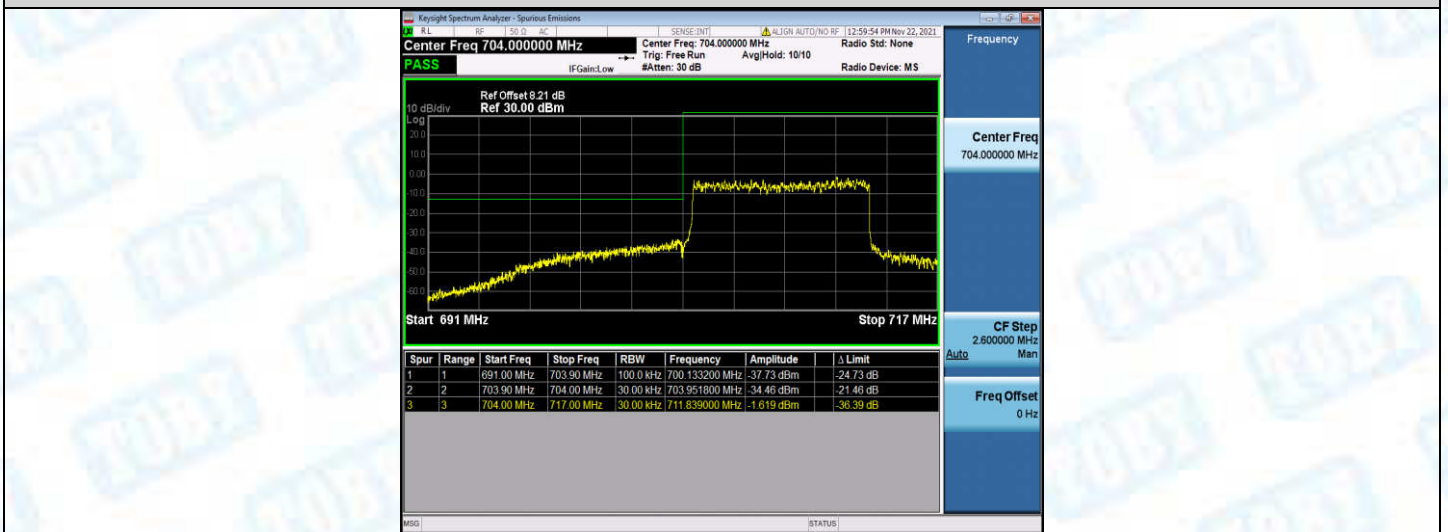 Keysight Spectrum Analyzer - Spurious Emissions
RL RF 50 Ω AC SENSE:INT ALIGN AUTO/NO RF 12:59:54 PM Nov 22, 2021
Center Freq 704.000000 MHz
Center Freq: 704.000000 MHz Radio Std: None
Trig: Free Run Avg|Hold: 10/10
PASS
IFGain:Low #Atten: 30 dB Radio Device: MS
Frequency
Ref Offset 8.21 dB
10 dB/div Ref 30.00 dBm
Log
20.0
10.0
0.00
-10.0
-20.0
-30.0
-40.0
-50.0
-60.0
Start 691 MHz Stop 717 MHz
Center Freq
704.000000 MHz
CF Step
2.600000 MHz
Auto Man
Freq Offset
0 Hz
Spur Range Start Freq Stop Freq RBW Frequency Amplitude Δ Limit
1 1 691.00 MHz 703.90 MHz 100.0 kHz 700.133200 MHz -37.73 dBm -24.73 dB
2 2 703.90 MHz 704.00 MHz 30.00 kHz 703.951800 MHz -34.46 dBm -21.46 dB
3 3 704.00 MHz 717.00 MHz 30.00 kHz 711.839000 MHz -1.619 dBm -36.39 dB
MSG STATUS